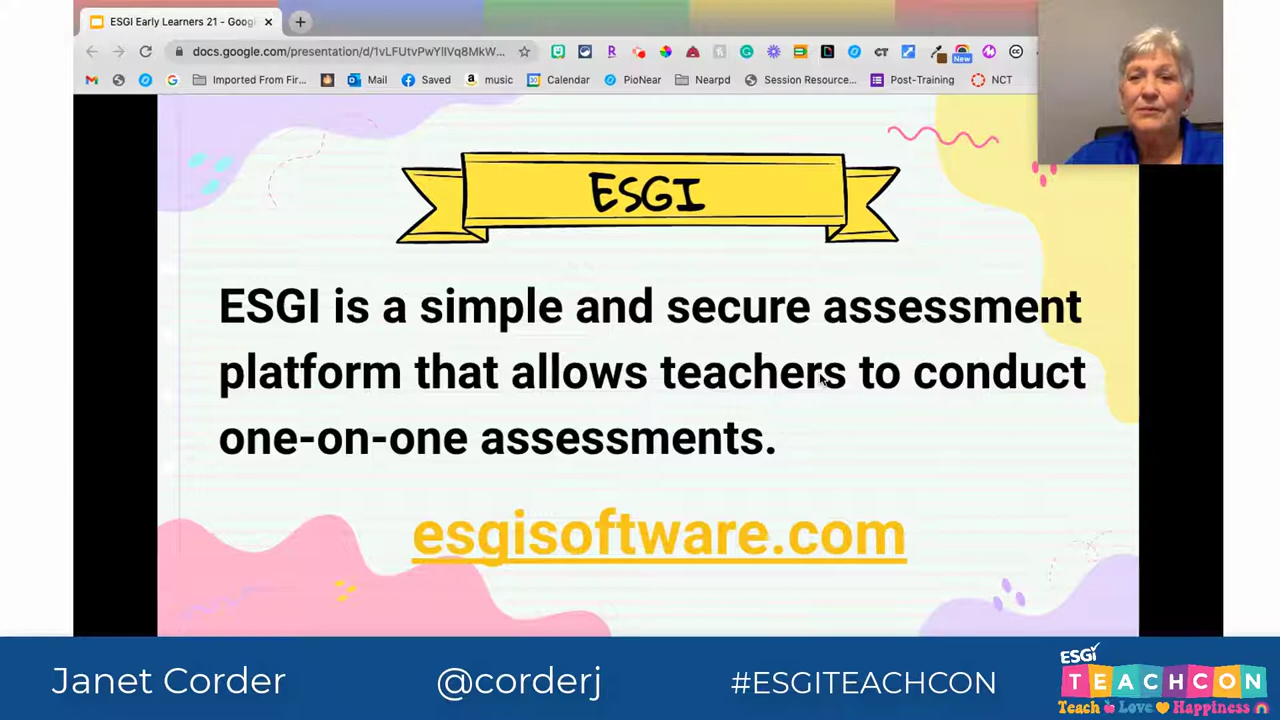 ESGI Early Learners 21 - Goog
docs.google.com/presentation/d/1vLFUtvPwYlIVq8MkW...
New
Imported From Fir...
Mail
Saved
music
Calendar
PioNear
Nearpd
Session Resource...
Post-Training
NCT
ESGI
ESGI is a simple and secure assessment
platform that allows teachers to conduct
one-on-one assessments.
esgisoftware.com
Janet Corder
@corderj
#ESGITEACHCON
ESGi
TEACHCON
Teach Love Happiness